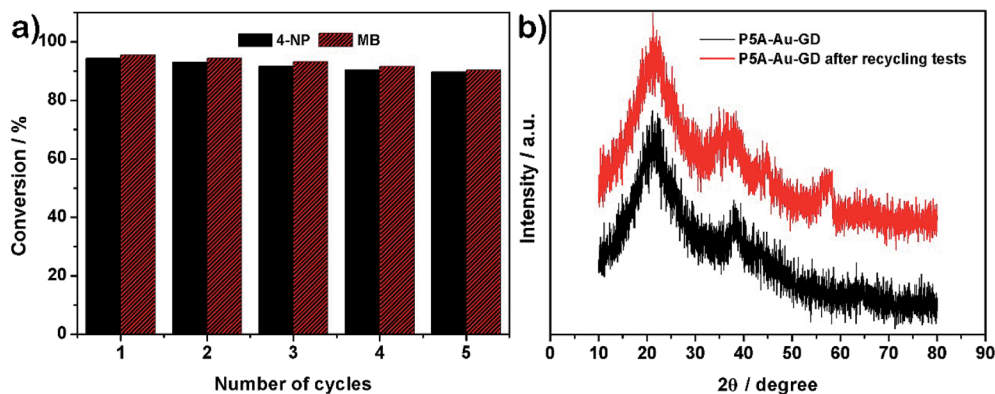 a)
4-NP MB
Conversion / %
100
80
60
40
20
0
1 2 3 4 5
Number of cycles
b)
P5A-Au-GD
P5A-Au-GD after recycling tests
Intensity / a.u.
0 10 20 30 40 50 60 70 80 90
2θ / degree